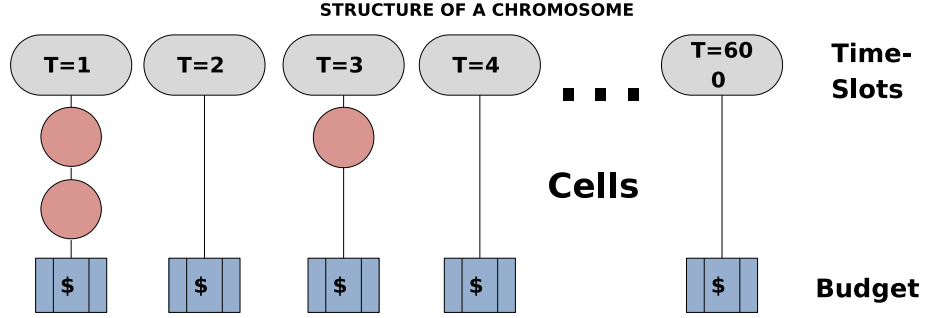 STRUCTURE OF A CHROMOSOME
T=1
T=2
T=3
T=4
T=60
0
Time-
Slots
Cells
$
$
$
$
$
Budget